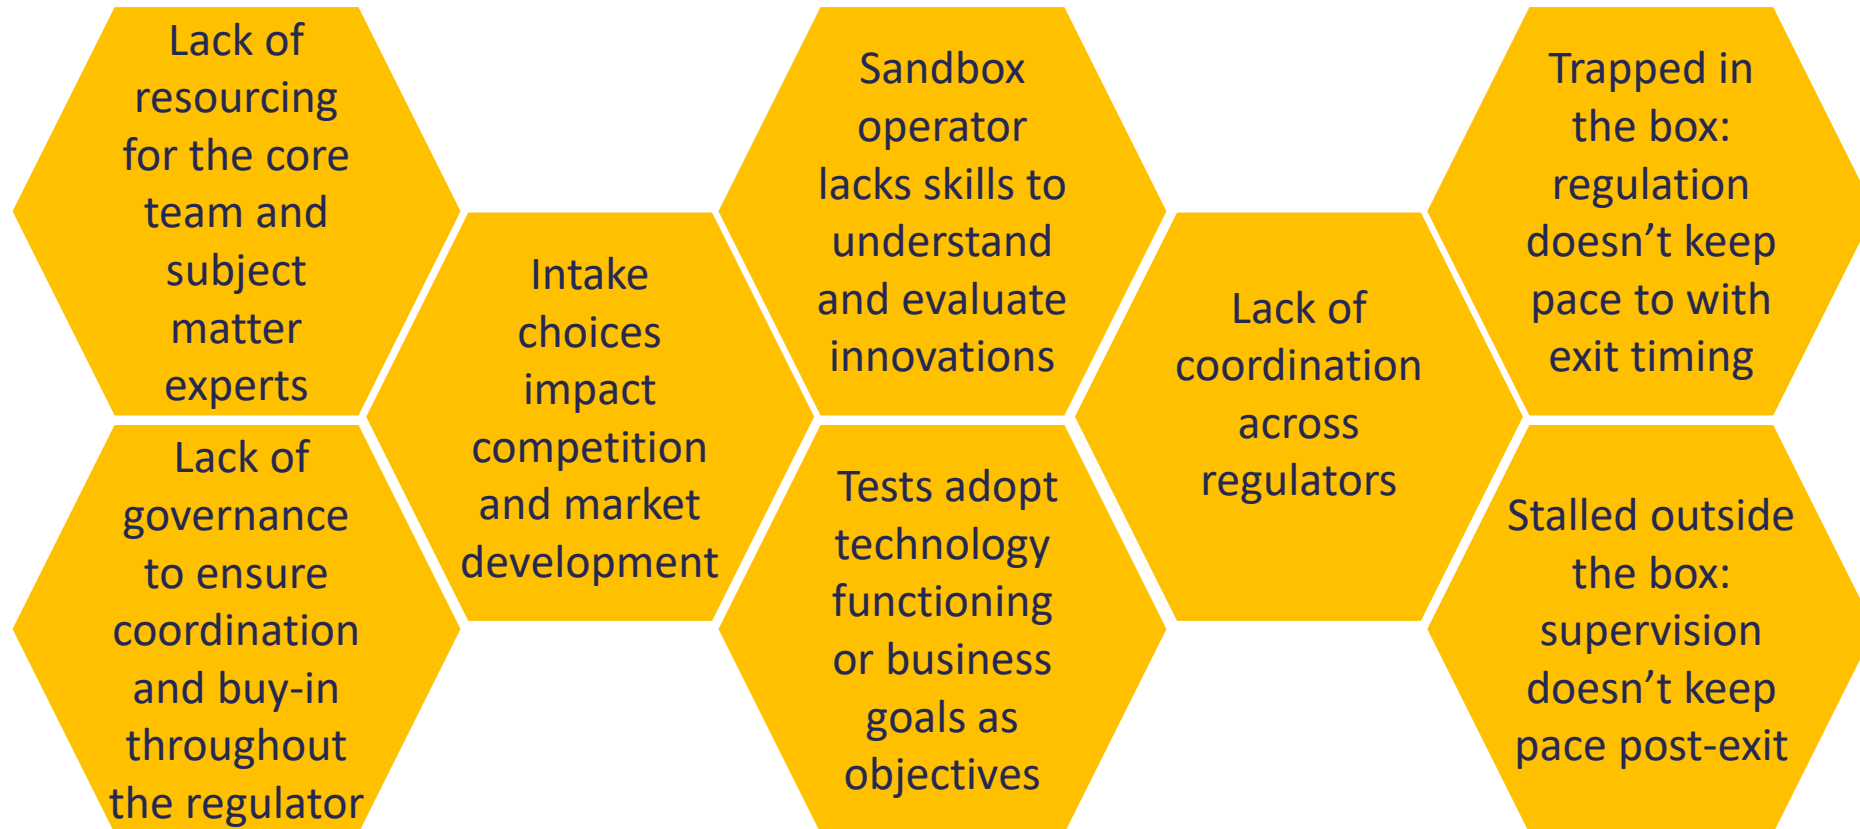 Lack of
resourcing
for the core
team and
subject
matter
experts
Lack of
governance
to ensure
coordination
and buy-in
throughout
the regulator
Intake
choices
impact
competition
and market
development
Sandbox
operator
lacks skills to
understand
and evaluate
innovations
Tests adopt
technology
functioning
or business
goals as
objectives
Lack of
coordination
across
regulators
Trapped in
the box:
regulation
doesn’t keep
pace to with
exit timing
Stalled outside
the box:
supervision
doesn’t keep
pace post-exit